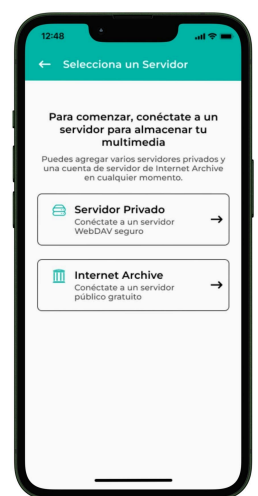 12:48
← Selecciona un Servidor
Para comenzar, conéctate a un
servidor para almacenar tu
multimedia
Puedes agregar varios servidores privados y
una cuenta de servidor de Internet Archive
en cualquier momento.
Servidor Privado
Conéctate a un servidor
WebDAV seguro
→
Internet Archive
Conéctate a un servidor
público gratuito
→